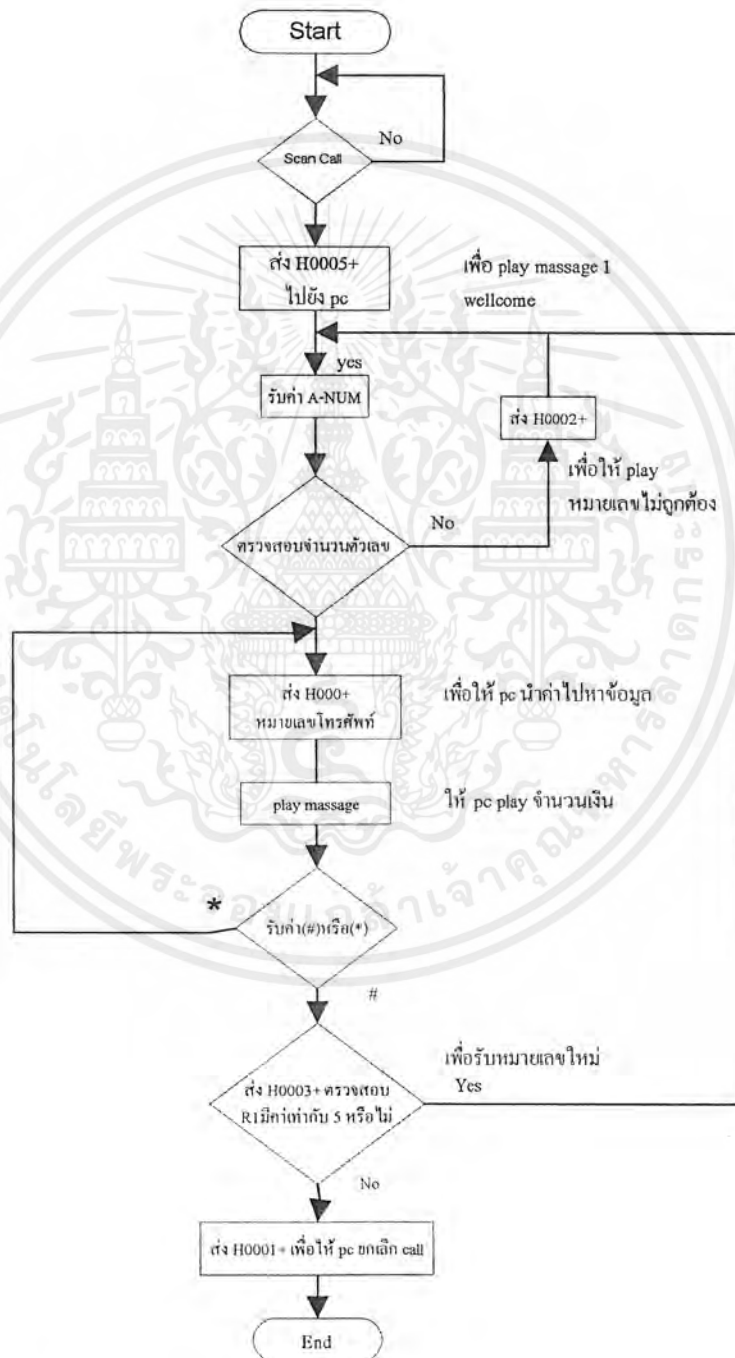 Start
Scan Call
No
ส่ง H0005+
ไปยัง pc
เพื่อ play massage 1
wellcome
yes
รับค่า A-NUM
ส่ง H0002+
เพื่อให้ play
หมายเลขไม่ถูกต้อง
No
ตรวจสอบจำนวนตัวเลข
ส่ง H000+
หมายเลขโทรศัพท์
เพื่อให้ pc นำค่าไปหาข้อมูล
play massage
ให้ pc play จำนวนเงิน
*
รับค่า(#)หรือ(*)
#
เพื่อรับหมายเลขใหม่
Yes
ส่ง H0003+ ตรวจสอบ
R1มีค่าเท่ากับ 5 หรือไม่
No
ส่ง H0001+ เพื่อให้ pc ยกเลิก call
End